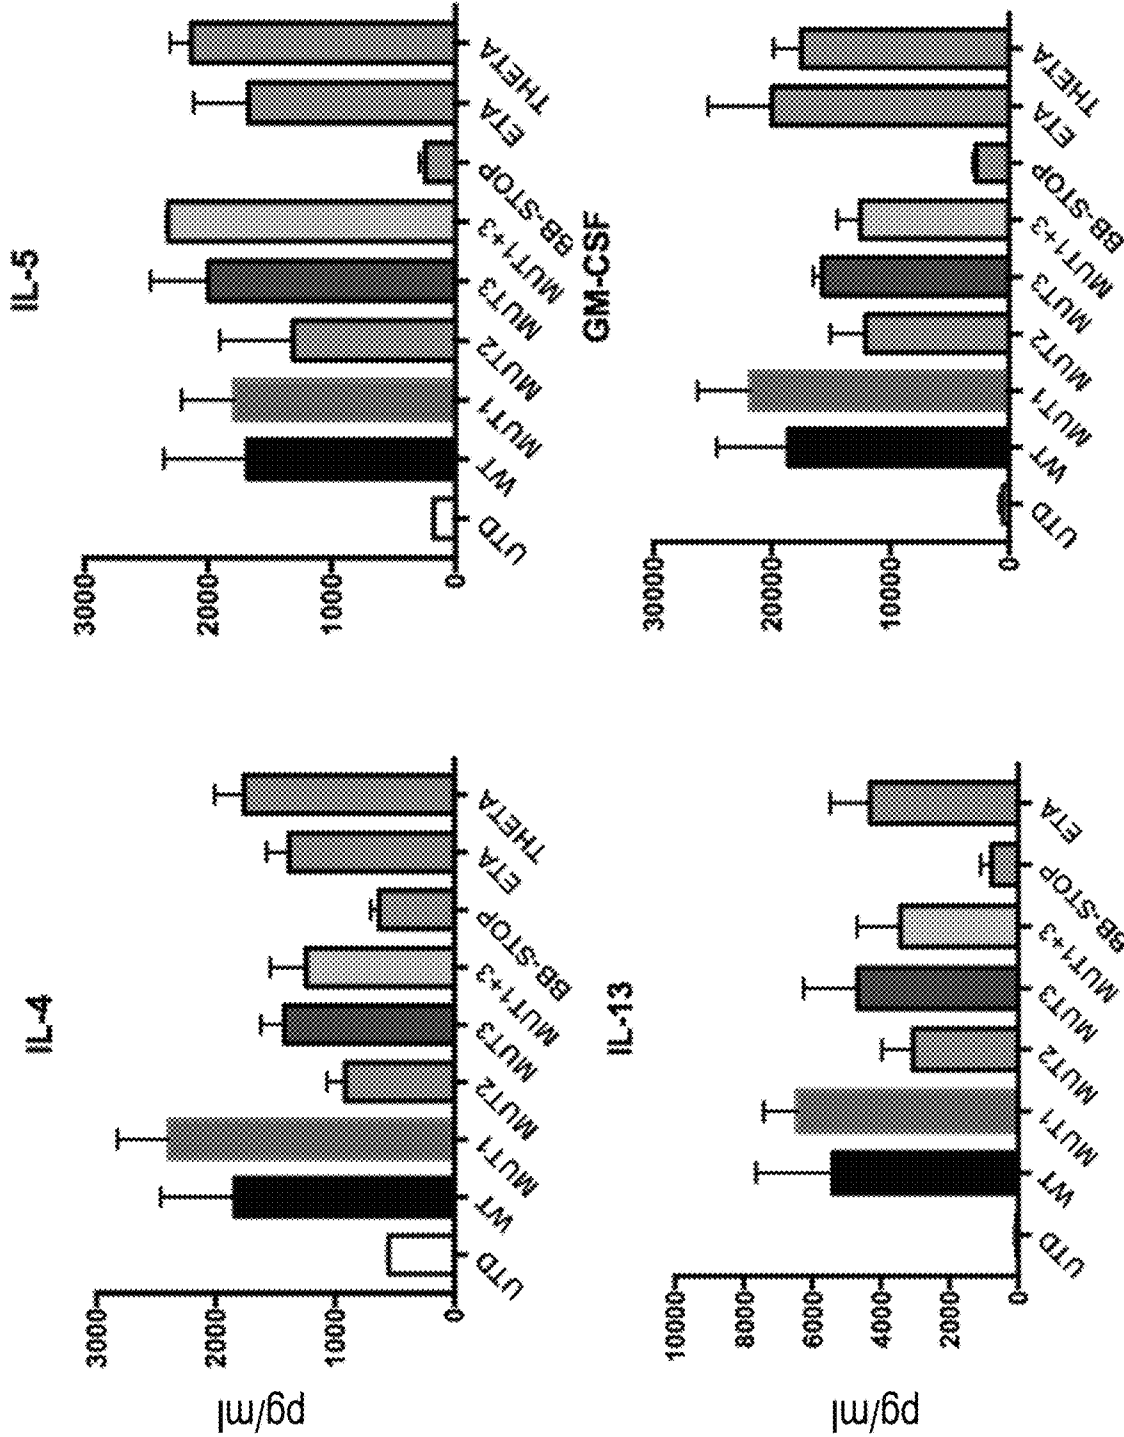 IL-4
pg/ml
3000
2000
1000
0
UTD
WT
MUT1
MUT2
MUT3
MUT1+3
BB-STOP
ETA
THETA
IL-5
3000
2000
1000
0
UTD
WT
MUT1
MUT2
MUT3
MUT1+3
BB-STOP
ETA
THETA
IL-13
pg/ml
10000
8000
6000
4000
2000
0
UTD
WT
MUT1
MUT2
MUT3
MUT1+3
BB-STOP
ETA
GM-CSF
30000
20000
10000
0
UTD
WT
MUT1
MUT2
MUT3
MUT1+3
BB-STOP
ETA
THETA